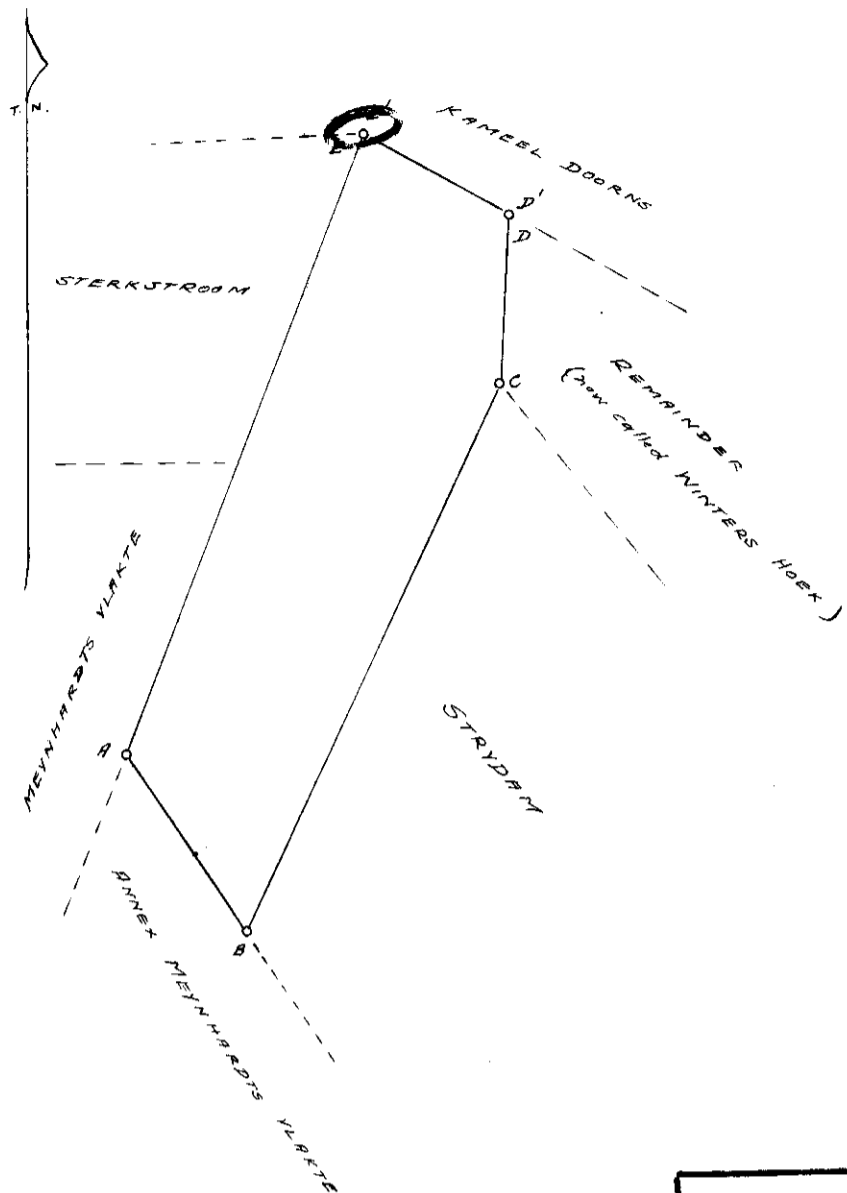 T. N.
E
KAMEEL DOORNS
D'
D
STERKSTROOM
C
REMAINDER
(now called WINTERS HOEK)
MEYNHARDTS VLAKTE
STRYDAM
A
B
ANNEX MEYNHARDTS VLAKTE